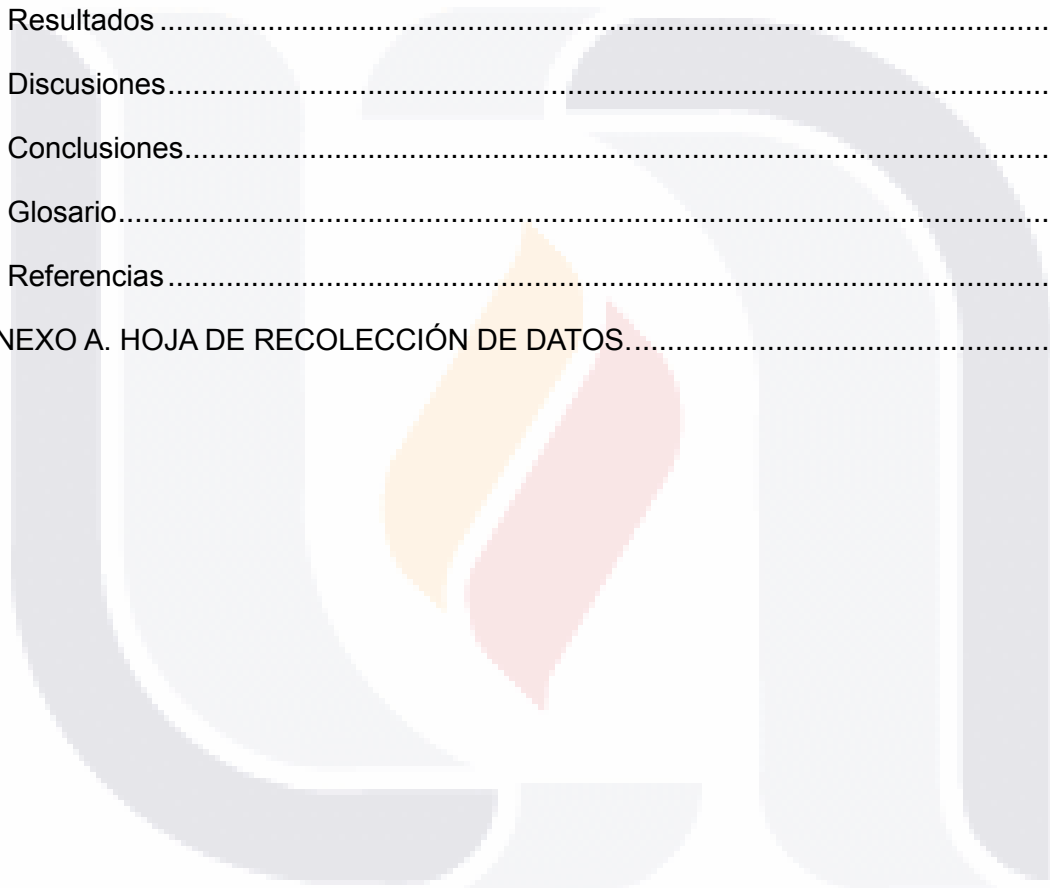 Resultados ........................................................................................................
Discusiones........................................................................................................
Conclusiones......................................................................................................
Glosario..............................................................................................................
Referencias ........................................................................................................
NEXO A. HOJA DE RECOLECCIÓN DE DATOS..................................................